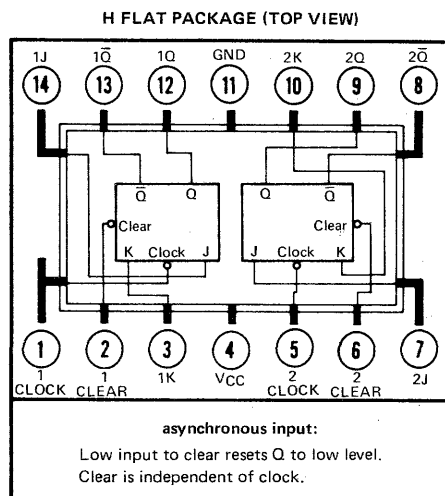 H FLAT PACKAGE (TOP VIEW)
1J 1Q̅ 1Q GND 2K 2Q 2Q̅
14 13 12 11 10 9 8
Q̅ Q Q Q̅
Clear Clear
K Clock J J Clock K
1 2 3 4 5 6 7
1 CLOCK 1 CLEAR 1K VCC 2 CLOCK 2 CLEAR 2J
asynchronous input:
Low input to clear resets Q to low level.
Clear is independent of clock.